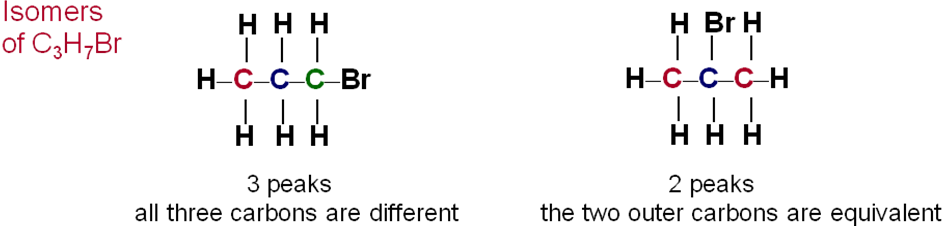 Isomers
of C₃H₇Br
H H H
H–C–C–C–Br
H H H
3 peaks
all three carbons are different
H Br H
H–C–C–C–H
H H H
2 peaks
the two outer carbons are equivalent